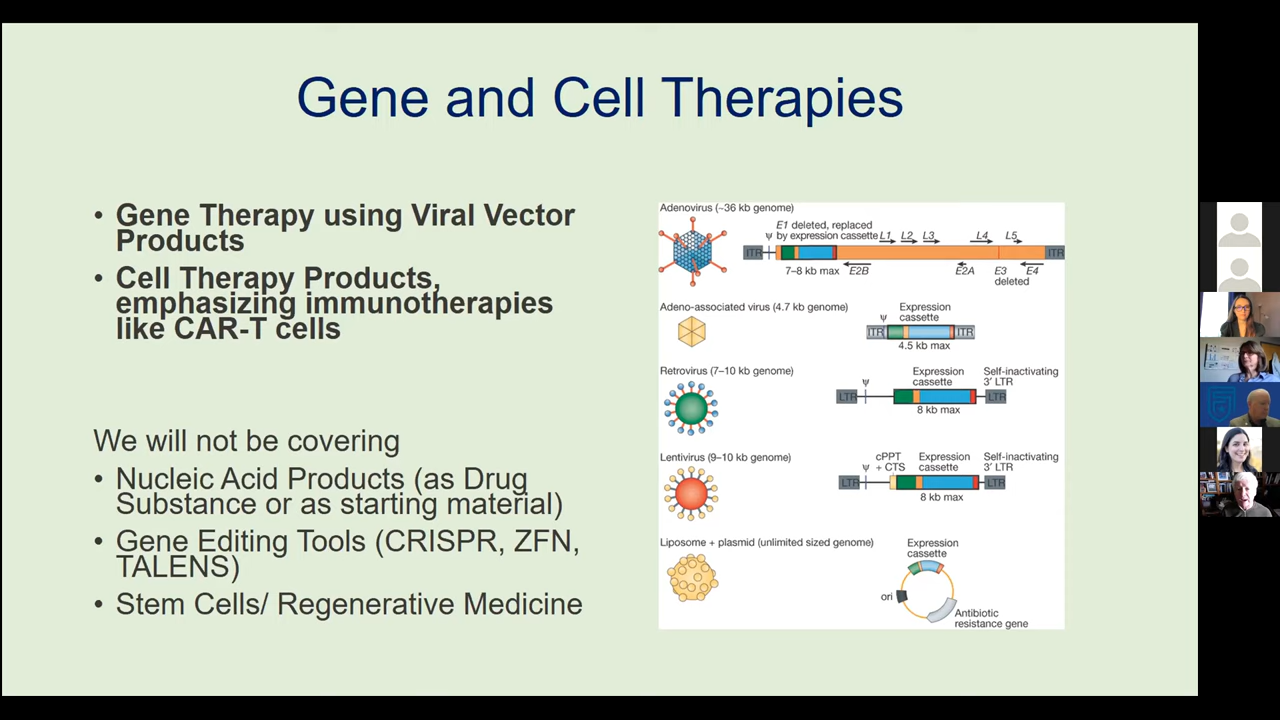 Gene and Cell Therapies
• Gene Therapy using Viral Vector
Products
• Cell Therapy Products,
emphasizing immunotherapies
like CAR-T cells
We will not be covering
• Nucleic Acid Products (as Drug
Substance or as starting material)
• Gene Editing Tools (CRISPR, ZFN,
TALENS)
• Stem Cells/ Regenerative Medicine
Adenovirus (~36 kb genome)
E1 deleted, replaced
ψ by expression cassette L1 L2 L3 L4 L5
ITR ITR
7–8 kb max E2B E2A E3 E4
deleted
Adeno-associated virus (4.7 kb genome)
Expression
cassette
ψ
ITR ITR
4.5 kb max
Retrovirus (7–10 kb genome)
Expression Self-inactivating
ψ cassette 3′ LTR
LTR LTR
8 kb max
Lentivirus (9–10 kb genome)
cPPT Expression Self-inactivating
ψ + CTS cassette 3′ LTR
LTR LTR
8 kb max
Liposome + plasmid (unlimited sized genome)
Expression
cassette
ori
Antibiotic
resistance gene